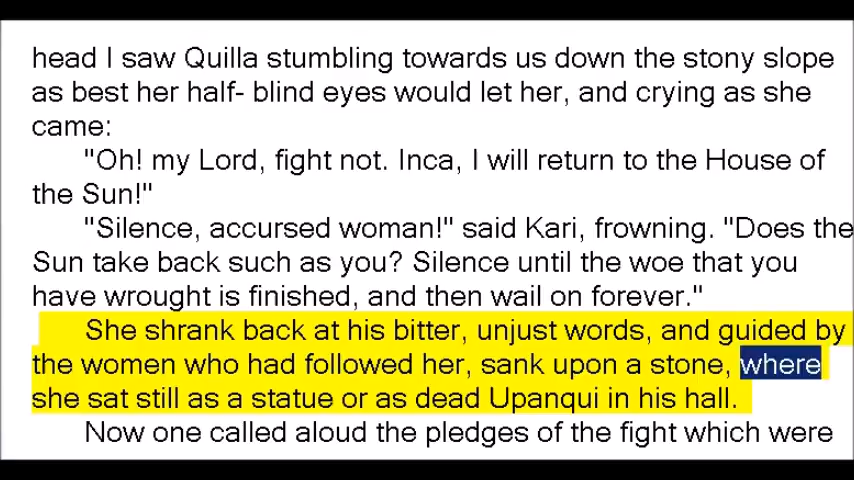 head I saw Quilla stumbling towards us down the stony slope
as best her half- blind eyes would let her, and crying as she
came:
"Oh! my Lord, fight not. Inca, I will return to the House of
the Sun!"
"Silence, accursed woman!" said Kari, frowning. "Does the
Sun take back such as you? Silence until the woe that you
have wrought is finished, and then wail on forever."
She shrank back at his bitter, unjust words, and guided by
the women who had followed her, sank upon a stone, where
she sat still as a statue or as dead Upanqui in his hall.
Now one called aloud the pledges of the fight which were